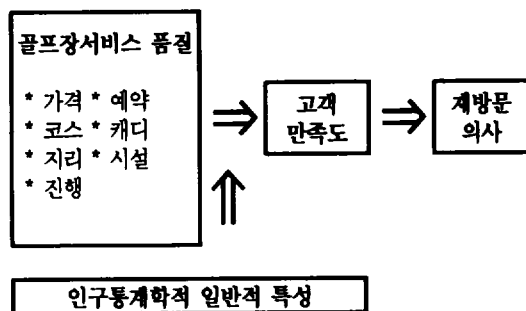 골프장서비스 품질
* 가격 * 예약
* 코스 * 캐디
* 지리 * 시설
* 진행
고객
만족도
재방문
의사
인구통계학적 일반적 특성